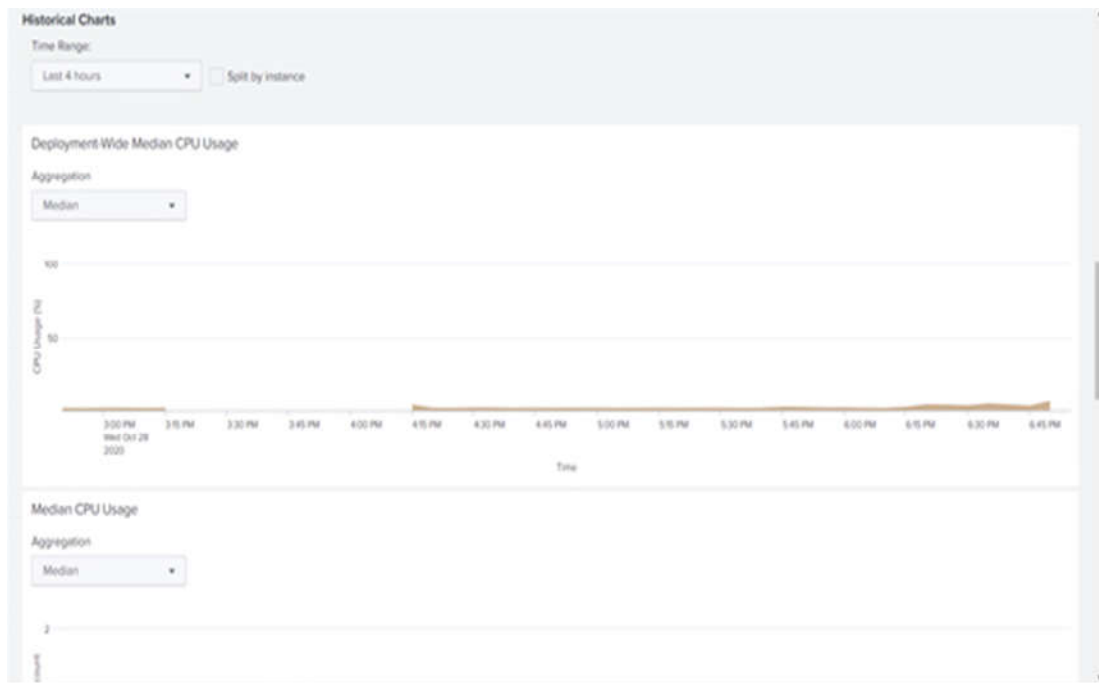 Historical Charts
Time Range:
Last 4 hours
Split by instance
Deployment-Wide Median CPU Usage
Aggregation
Median
100
CPU Usage (%)
50
3:00 PM 3:15 PM 3:30 PM 3:45 PM 4:00 PM 4:15 PM 4:30 PM 4:45 PM 5:00 PM 5:15 PM 5:30 PM 5:45 PM 6:00 PM 6:15 PM 6:30 PM 6:45 PM
Wed Oct 28
2020
Time
Median CPU Usage
Aggregation
Median
2